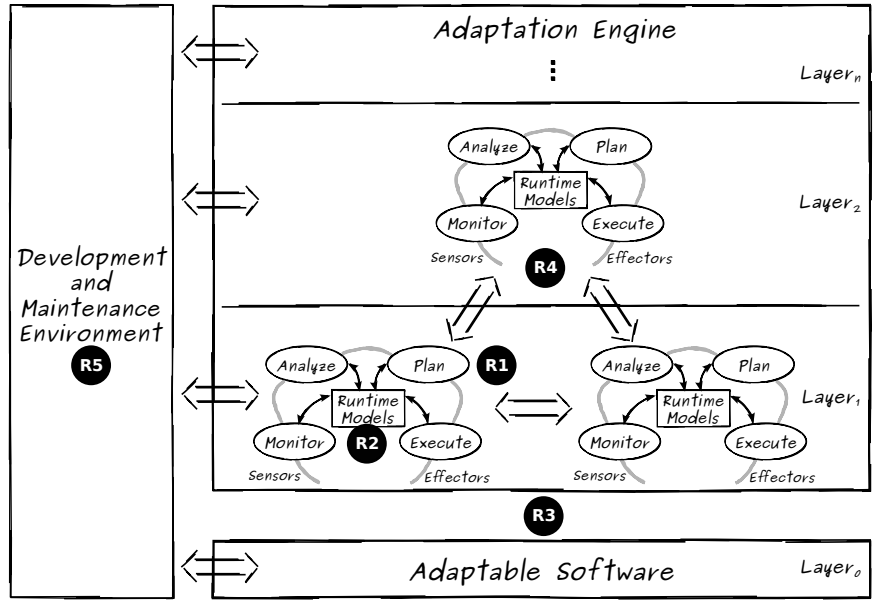 Adaptation Engine
Layerₙ
Analyze
Plan
Runtime
Models
Monitor
Execute
Layer₂
Sensors
R4
Effectors
Development
and
Maintenance
Environment
R5
Analyze
Plan
R1
Runtime
Models
Monitor
R2
Execute
Sensors
Effectors
Analyze
Plan
Runtime
Models
Monitor
Execute
Layer₁
Sensors
Effectors
R3
Adaptable Software
Layer₀